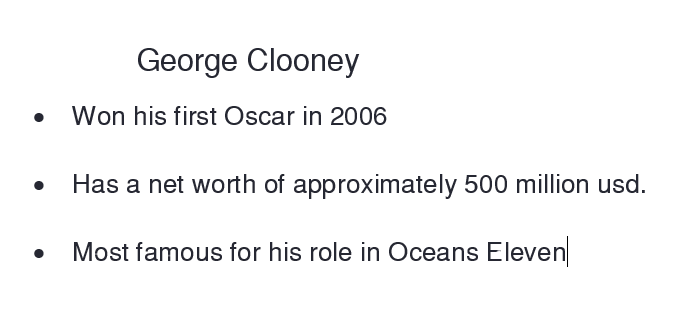 George Clooney
• Won his first Oscar in 2006
• Has a net worth of approximately 500 million usd.
• Most famous for his role in Oceans Eleven